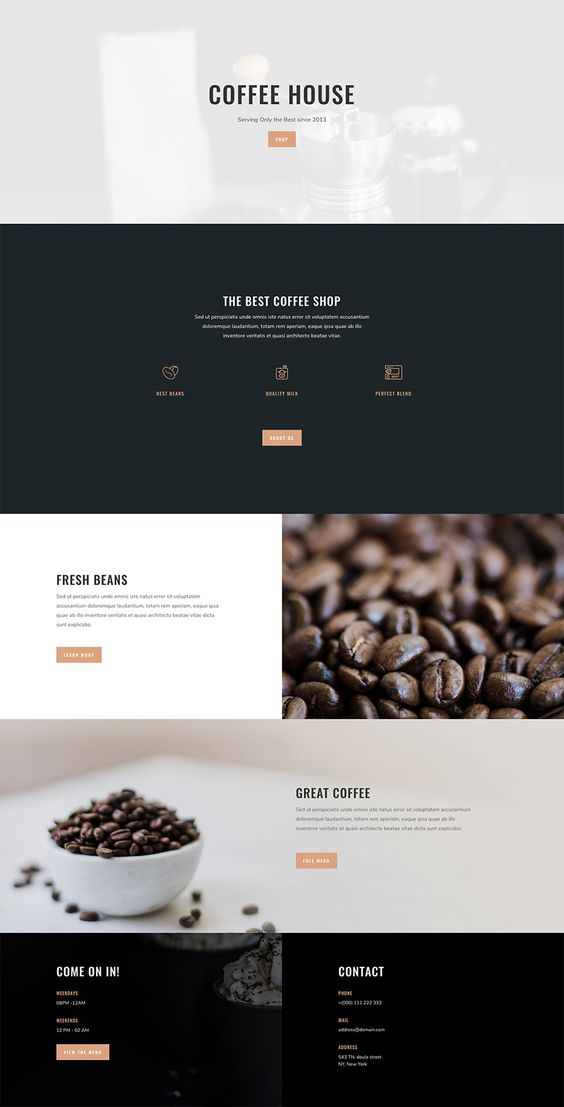 COFFEE HOUSE
Serving Only the Best since 2013
SHOP
THE BEST COFFEE SHOP
Sed ut perspiciatis unde omnis iste natus error sit voluptatem accusantium
doloremque laudantium, totam rem aperiam, eaque ipsa quae ab illo
inventore veritatis et quasi architecto beatae vitae.
BEST BEANS
QUALITY MILK
PERFECT BLEND
ABOUT US
FRESH BEANS
Sed ut perspiciatis unde omnis iste natus error sit voluptatem
accusantium doloremque laudantium, totam rem aperiam, eaque ipsa
quae ab illo inventore veritatis et quasi architecto beatae vitae dicta
sunt explicabo.
LEARN MORE
GREAT COFFEE
Sed ut perspiciatis unde omnis iste natus error sit voluptatem accusantium
doloremque laudantium, totam rem aperiam, eaque ipsa quae ab illo
inventore veritatis et quasi architecto beatae vitae dicta sunt explicabo.
FULL MENU
COME ON IN!
WEEKDAYS
08PM -12AM
WEEKENDS
12 PM - 02 AM
VIEW THE MENU
CONTACT
PHONE
+(000) 111 222 333
MAIL
address@domain.com
ADDRESS
543 TN, doula street
NY, New York